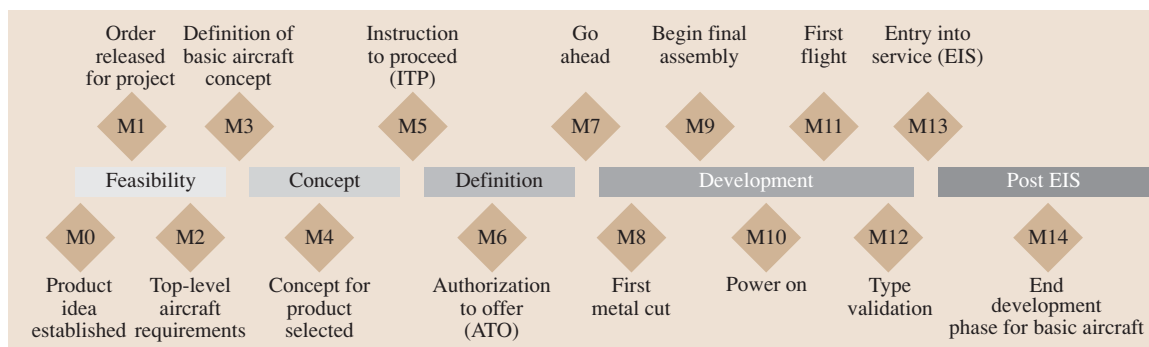 Order
released
for project
Definition of
basic aircraft
concept
Instruction
to proceed
(ITP)
Go
ahead
Begin final
assembly
First
flight
Entry into
service (EIS)
M1
M3
M5
M7
M9
M11
M13
Feasibility
Concept
Definition
Development
Post EIS
M0
M2
M4
M6
M8
M10
M12
M14
Product
idea
established
Top-level
aircraft
requirements
Concept for
product
selected
Authorization
to offer
(ATO)
First
metal cut
Power on
Type
validation
End
development
phase for basic aircraft